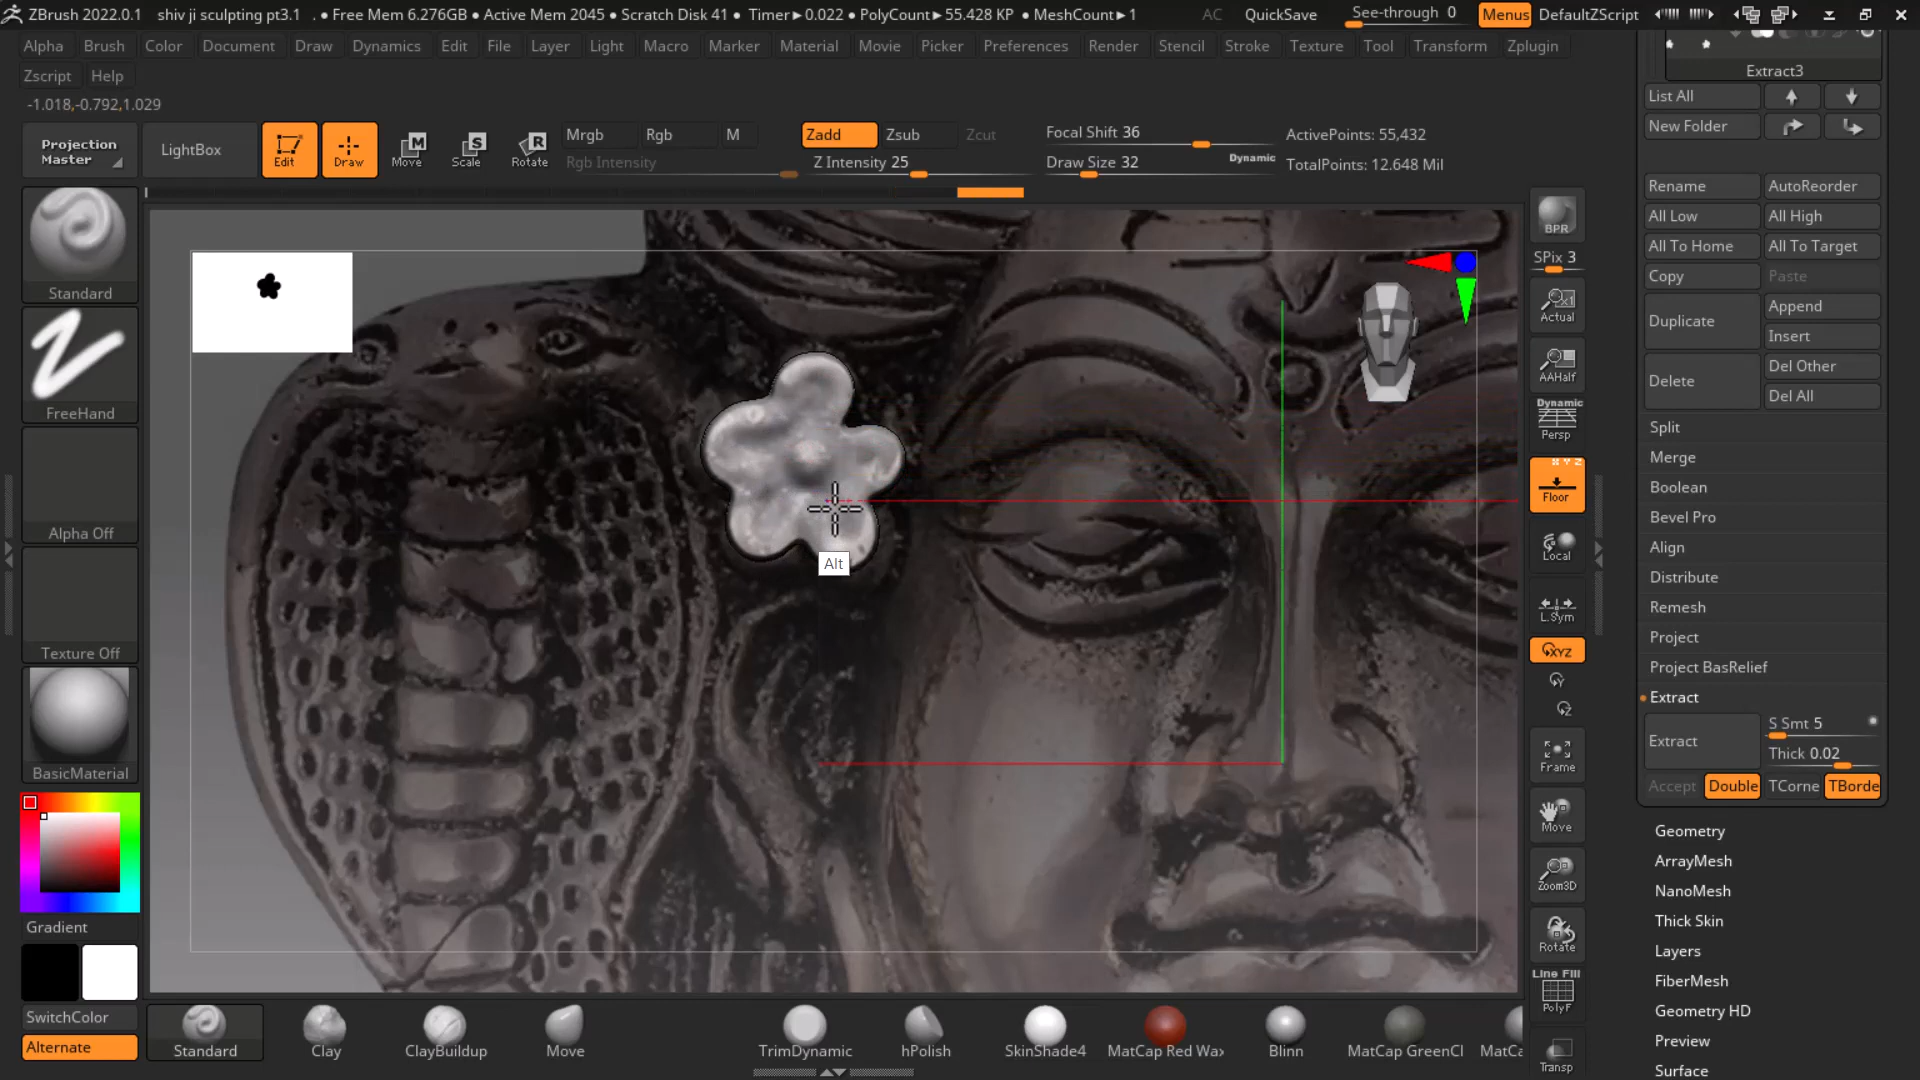 ZBrush 2022.0.1 shiv ji sculpting pt3.1 . • Free Mem 6.276GB • Active Mem 2045 • Scratch Disk 41 • Timer►0.022 • PolyCount►55.428 KP • MeshCount►1 AC QuickSave See-through 0 Menus DefaultZScript
Alpha Brush Color Document Draw Dynamics Edit File Layer Light Macro Marker Material Movie Picker Preferences Render Stencil Stroke Texture Tool Transform Zplugin
Zscript Help
-1.018,-0.792,1.029
Projection Master
LightBox
Edit
Draw
Move
Scale
Rotate
Mrgb Rgb M
Rgb Intensity
Zadd Zsub Zcut
Z Intensity 25
Focal Shift 36
Draw Size 32
Dynamic
ActivePoints: 55,432
TotalPoints: 12.648 Mil
Standard
FreeHand
Alpha Off
Texture Off
BasicMaterial
Gradient
SwitchColor
Alternate
Alt
BPR
SPix 3
Actual
AAHalf
Dynamic
Persp
X Y Z
Floor
Local
L.Sym
XYZ
Y
Z
Frame
Move
Zoom3D
Rotate
Line Fill
PolyF
Transp
Extract3
List All
New Folder
Rename AutoReorder
All Low All High
All To Home All To Target
Copy Paste
Duplicate
Append
Insert
Delete
Del Other
Del All
Split
Merge
Boolean
Bevel Pro
Align
Distribute
Remesh
Project
Project BasRelief
Extract
Extract
S Smt 5
Thick 0.02
Accept Double TCorne TBorde
Geometry
ArrayMesh
NanoMesh
Thick Skin
Layers
FiberMesh
Geometry HD
Preview
Surface
Standard Clay ClayBuildup Move TrimDynamic hPolish SkinShade4 MatCap Red Wax Blinn MatCap GreenCl MatCa